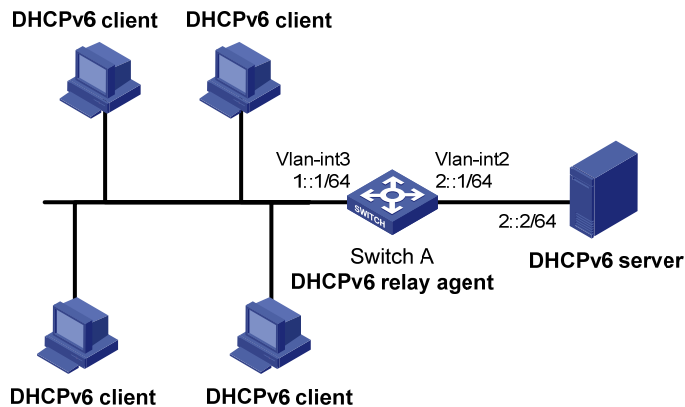 DHCPv6 client
DHCPv6 client
Vlan-int3
1::1/64
Vlan-int2
2::1/64
SWITCH
2::2/64
Switch A
DHCPv6 relay agent
DHCPv6 server
DHCPv6 client
DHCPv6 client